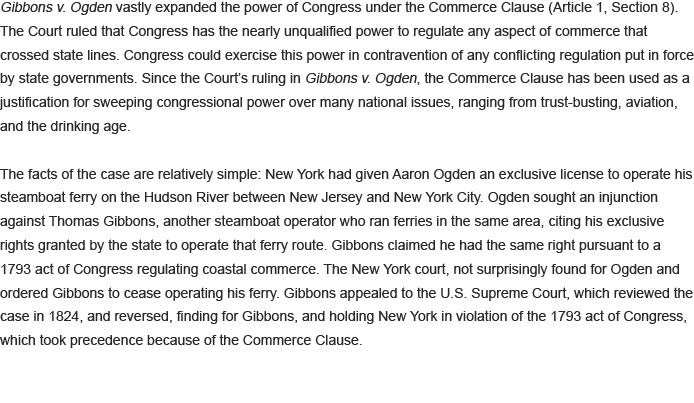 Gibbons v. Ogden vastly expanded the power of Congress under the Commerce Clause (Article 1, Section 8).
The Court ruled that Congress has the nearly unqualified power to regulate any aspect of commerce that
crossed state lines. Congress could exercise this power in contravention of any conflicting regulation put in force
by state governments. Since the Court's ruling in Gibbons v. Ogden, the Commerce Clause has been used as a
justification for sweeping congressional power over many national issues, ranging from trust-busting, aviation,
and the drinking age.
The facts of the case are relatively simple: New York had given Aaron Ogden an exclusive license to operate his
steamboat ferry on the Hudson River between New Jersey and New York City. Ogden sought an injunction
against Thomas Gibbons, another steamboat operator who ran ferries in the same area, citing his exclusive
rights granted by the state to operate that ferry route. Gibbons claimed he had the same right pursuant to a
1793 act of Congress regulating coastal commerce. The New York court, not surprisingly found for Ogden and
ordered Gibbons to cease operating his ferry. Gibbons appealed to the U.S. Supreme Court, which reviewed the
case in 1824, and reversed, finding for Gibbons, and holding New York in violation of the 1793 act of Congress,
which took precedence because of the Commerce Clause.